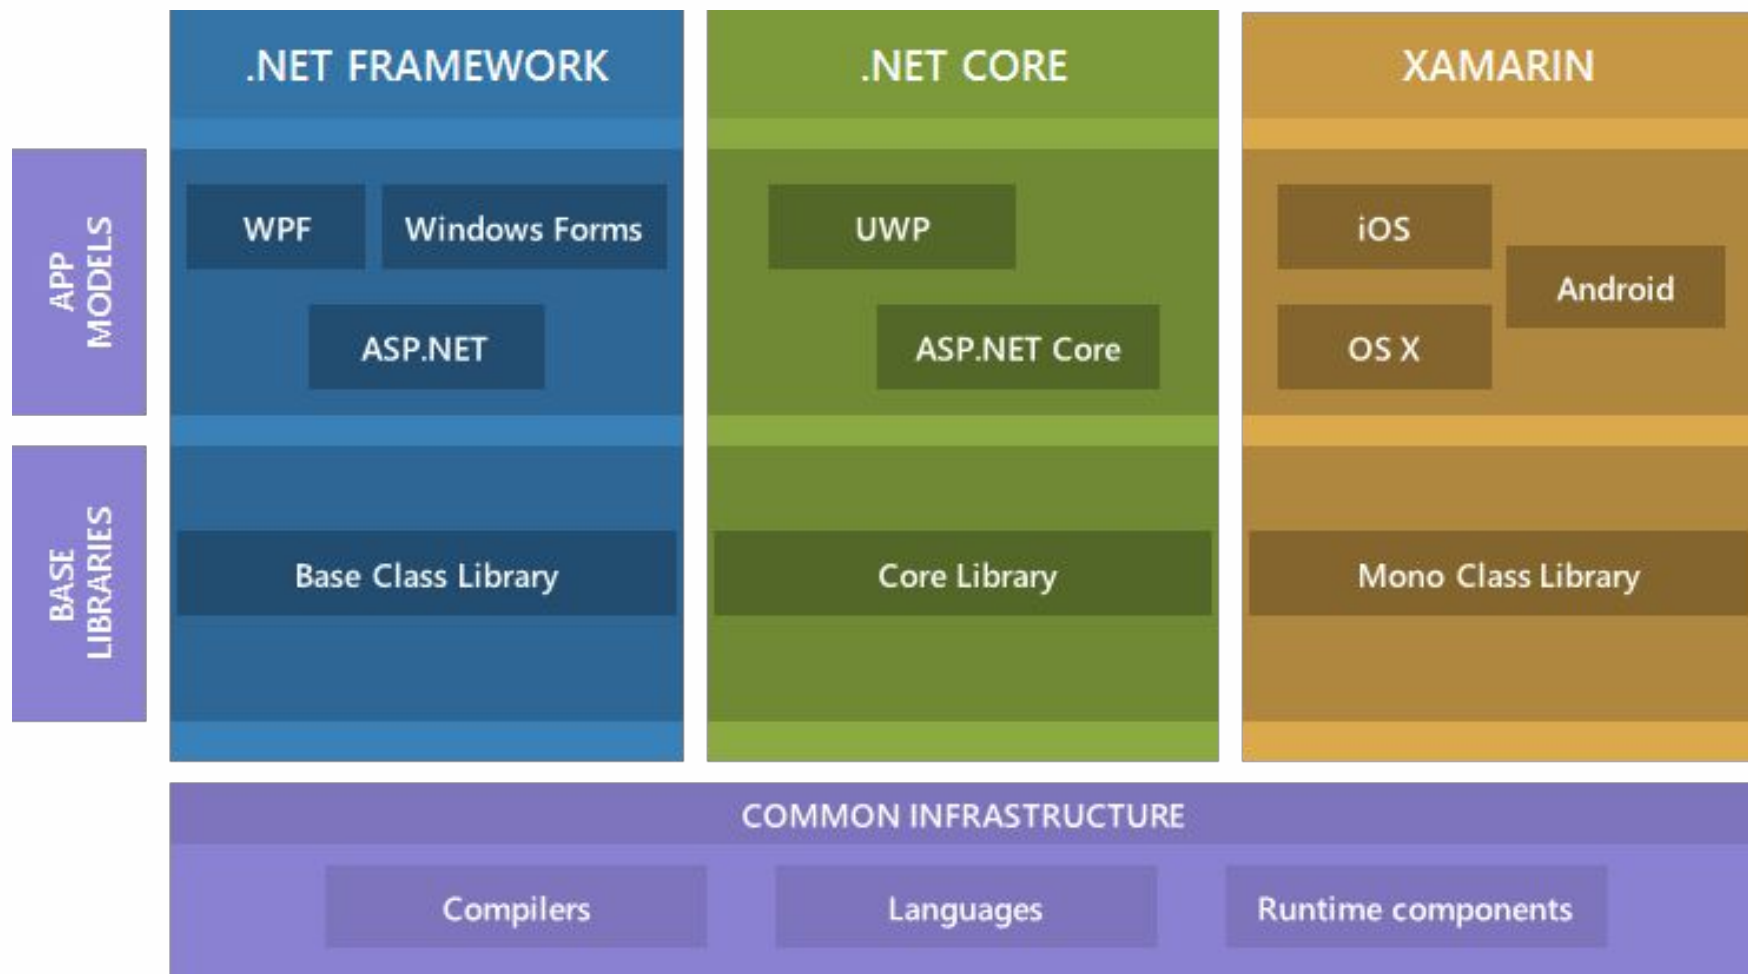 .NET FRAMEWORK
.NET CORE
XAMARIN
APP
MODELS
WPF
Windows Forms
ASP.NET
UWP
ASP.NET Core
iOS
Android
OS X
BASE
LIBRARIES
Base Class Library
Core Library
Mono Class Library
COMMON INFRASTRUCTURE
Compilers
Languages
Runtime components